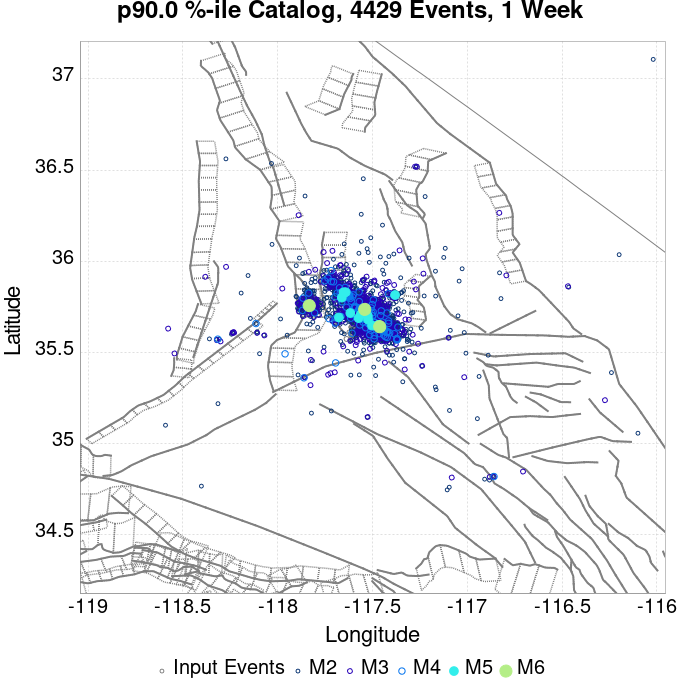 p90.0 %-ile Catalog, 4429 Events, 1 Week
37
36.5
36
35.5
35
34.5
Latitude
-119 -118.5 -118 -117.5 -117 -116.5 -116
Longitude
Input Events M2 M3 M4 M5 M6